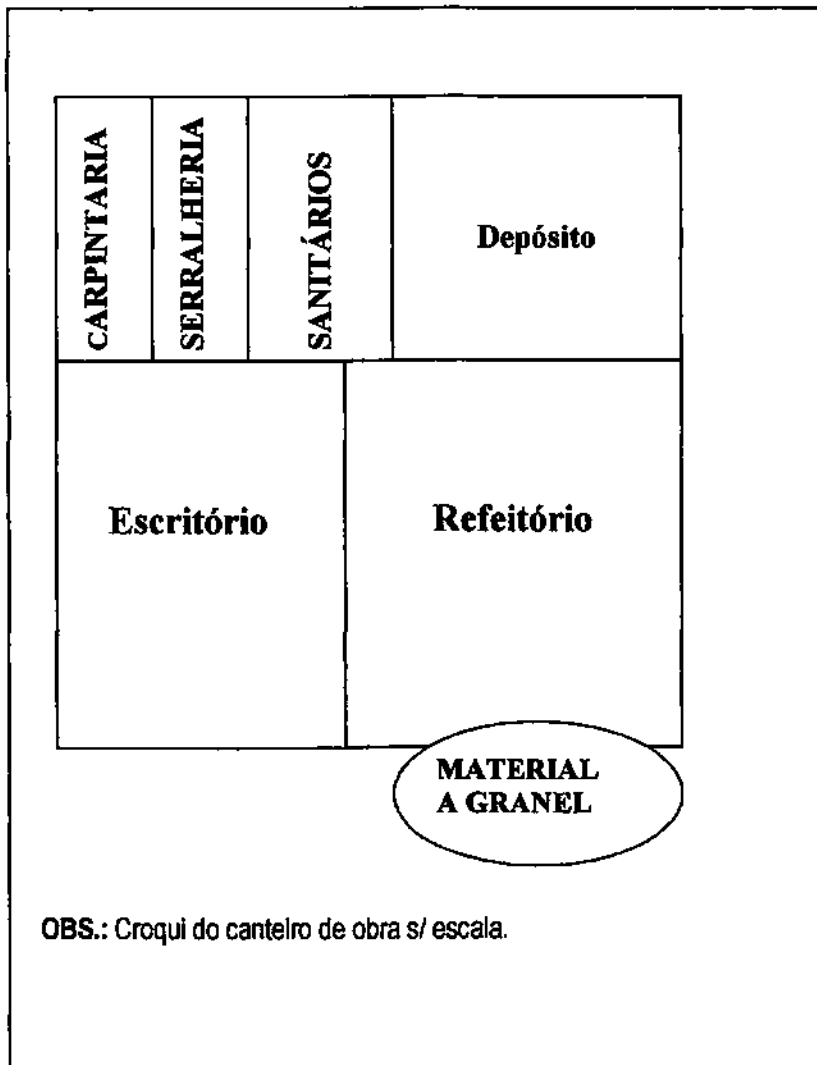 CARPINTARIA
SERRALHERIA
SANITÁRIOS
Depósito
Escritório
Refeitório
MATERIAL
A GRANEL
OBS.: Croqui do canteiro de obra s/ escala.